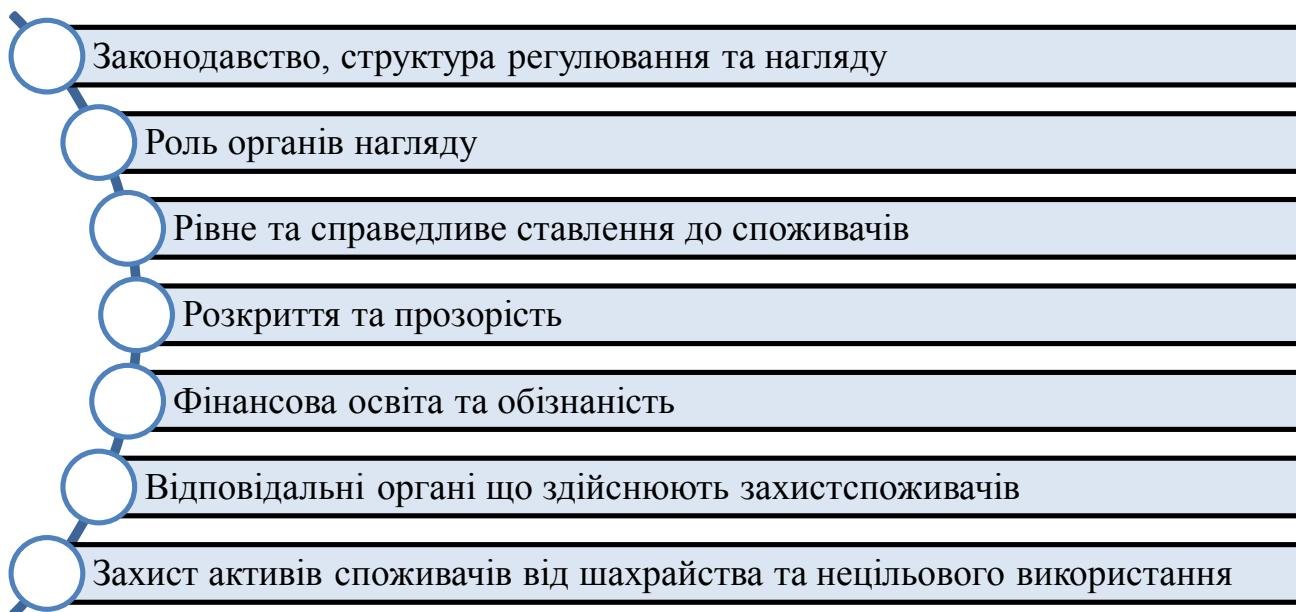 Законодавство, структура регулювання та нагляду
Роль органів нагляду
Рівне та справедливе ставлення до споживачів
Розкриття та прозорість
Фінансова освіта та обізнаність
Відповідальні органі що здійснюють захистспоживачів
Захист активів споживачів від шахрайства та нецільового використання